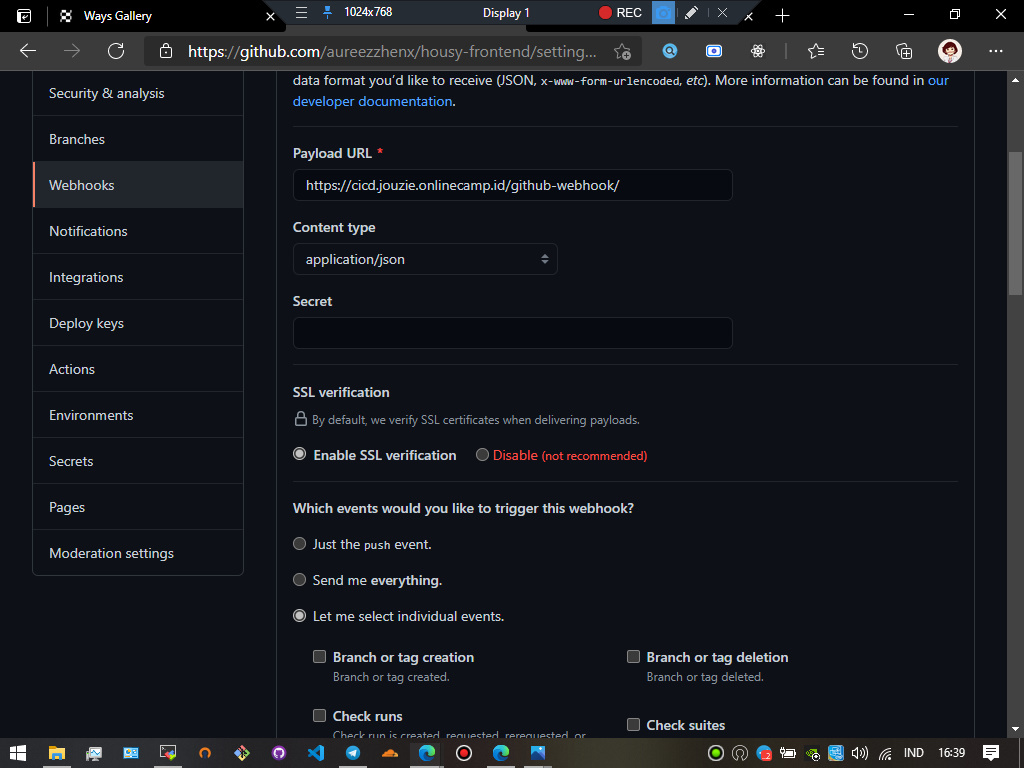 Ways Gallery
1024x768
Display 1
REC
https://github.com/aureezzhenx/housy-frontend/setting...
data format you'd like to receive (JSON, x-www-form-urlencoded, etc). More information can be found in our
developer documentation.
Security & analysis
Branches
Webhooks
Notifications
Integrations
Deploy keys
Actions
Environments
Secrets
Pages
Moderation settings
Payload URL *
https://cicd.jouzie.onlinecamp.id/github-webhook/
Content type
application/json
Secret
SSL verification
By default, we verify SSL certificates when delivering payloads.
Enable SSL verification
Disable (not recommended)
Which events would you like to trigger this webhook?
Just the push event.
Send me everything.
Let me select individual events.
Branch or tag creation
Branch or tag created.
Branch or tag deletion
Branch or tag deleted.
Check runs
Check run is created, requested, rerequested, or
Check suites
IND
16:39